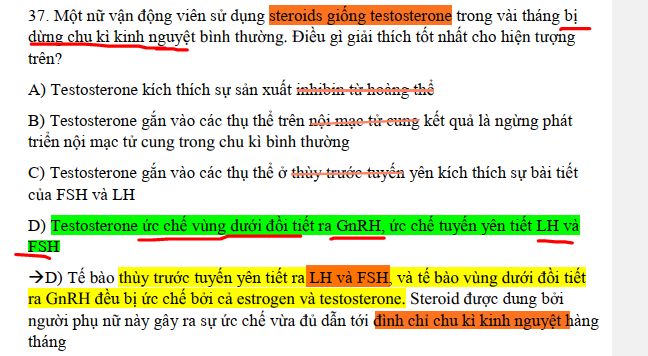 37. Một nữ vận động viên sử dụng steroids giống testosterone trong vài tháng bị
dừng chu kì kinh nguyệt bình thường. Điều gì giải thích tốt nhất cho hiện tượng
trên?
A) Testosterone kích thích sự sản xuất inhibin từ hoàng thể
B) Testosterone gắn vào các thụ thể trên nội mạc tử cung kết quả là ngừng phát
triển nội mạc tử cung trong chu kì bình thường
C) Testosterone gắn vào các thụ thể ở thùy trước tuyến yên kích thích sự bài tiết
của FSH và LH
D) Testosterone ức chế vùng dưới đồi tiết ra GnRH, ức chế tuyến yên tiết LH và
FSH
→D) Tế bào thùy trước tuyến yên tiết ra LH và FSH, và tế bào vùng dưới đồi tiết
ra GnRH đều bị ức chế bởi cả estrogen và testosterone. Steroid được dung bởi
người phụ nữ này gây ra sự ức chế vừa đủ dẫn tới đình chỉ chu kì kinh nguyệt hàng
tháng